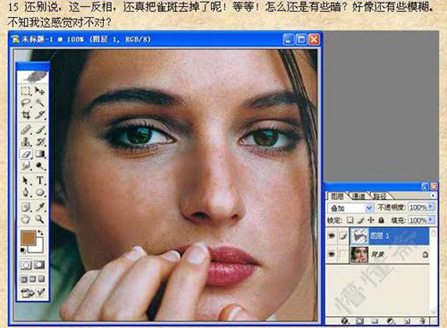 15 还别说，这一反相，还真把雀斑去掉了呢！等等！怎么还是有些暗？好像还有些模糊。
不知我这感觉对不对？
未标题-1 @ 100% (图层 1, RGB/8)
图层 通道 路径
叠加 不透明度: 100%
锁定: 填充: 100%
图层 1
背景